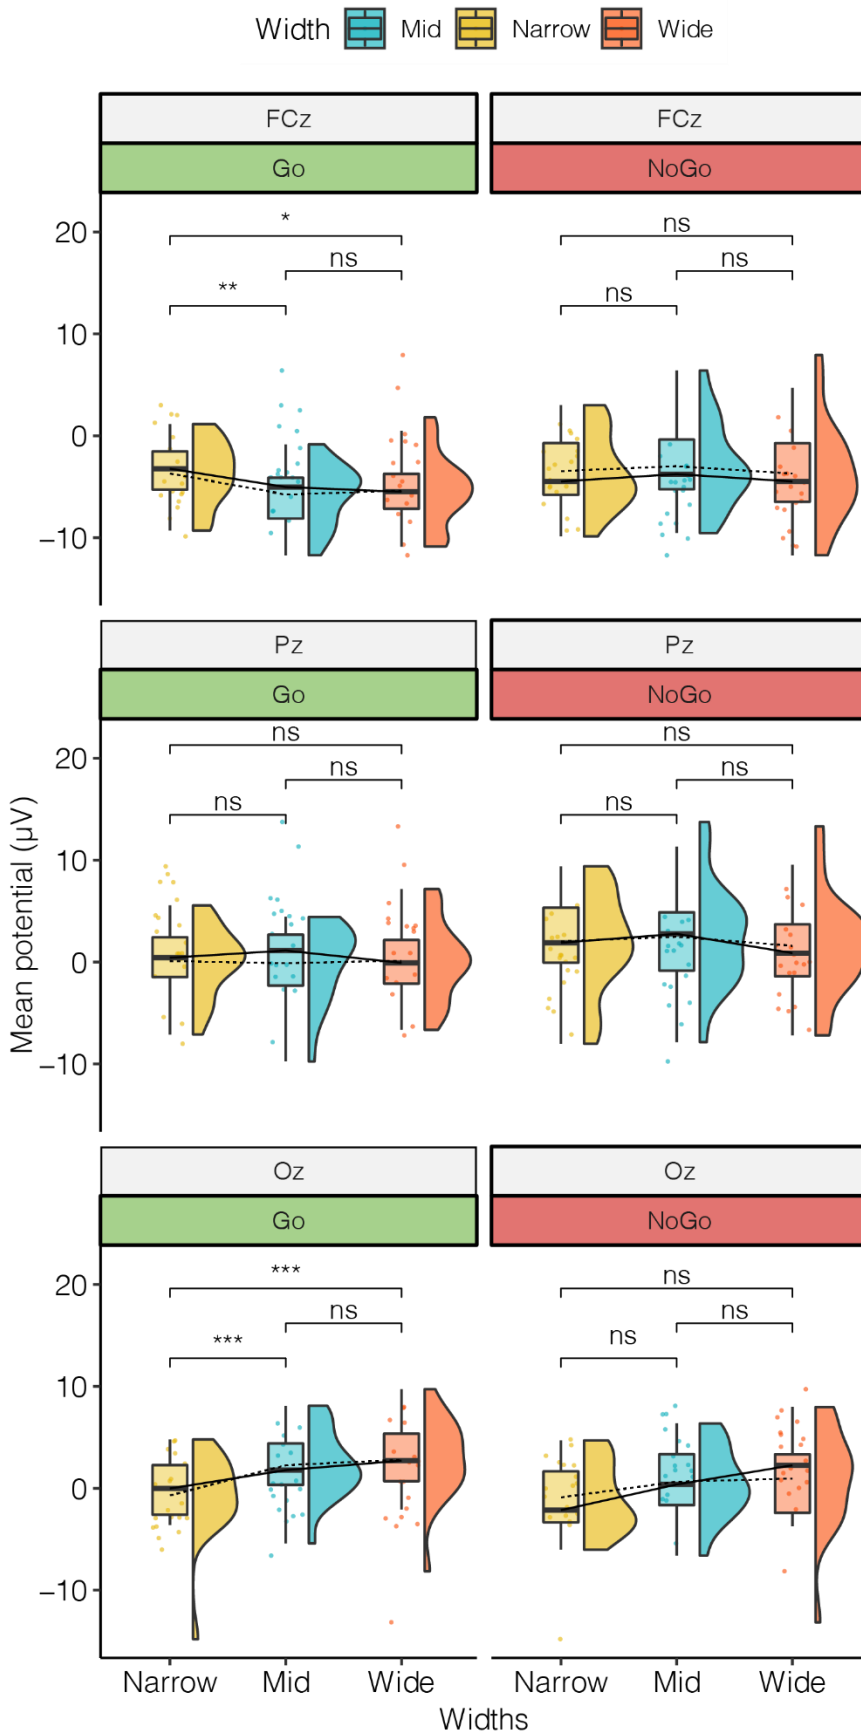 Width Mid Narrow Wide
FCz FCz
Go NoGo
20
10
0
−10
* ns
ns ns
** ns
Pz Pz
Go NoGo
ns ns
20
ns ns
ns ns
10
0
−10
Mean potential (µV)
Oz Oz
Go NoGo
*** ns
20
ns ns
*** ns
10
0
−10
Narrow Mid Wide Narrow Mid Wide
Widths